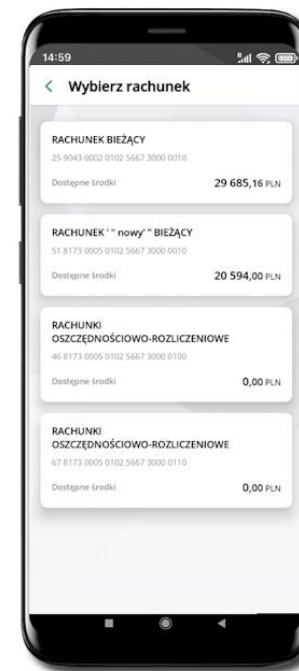 14:59
Wybierz rachunek
RACHUNEK BIEŻĄCY
25 9043 0002 0102 5667 3000 0010
Dostępne środki 29 685,16 PLN
RACHUNEK ' " nowy' " BIEŻĄCY
51 8173 0005 0102 5667 3000 0010
Dostępne środki 20 594,00 PLN
RACHUNKI
OSZCZĘDNOŚCIOWO-ROZLICZENIOWE
46 8173 0005 0102 5667 3000 0100
Dostępne środki 0,00 PLN
RACHUNKI
OSZCZĘDNOŚCIOWO-ROZLICZENIOWE
67 8173 0005 0102 5667 3000 0110
Dostępne środki 0,00 PLN